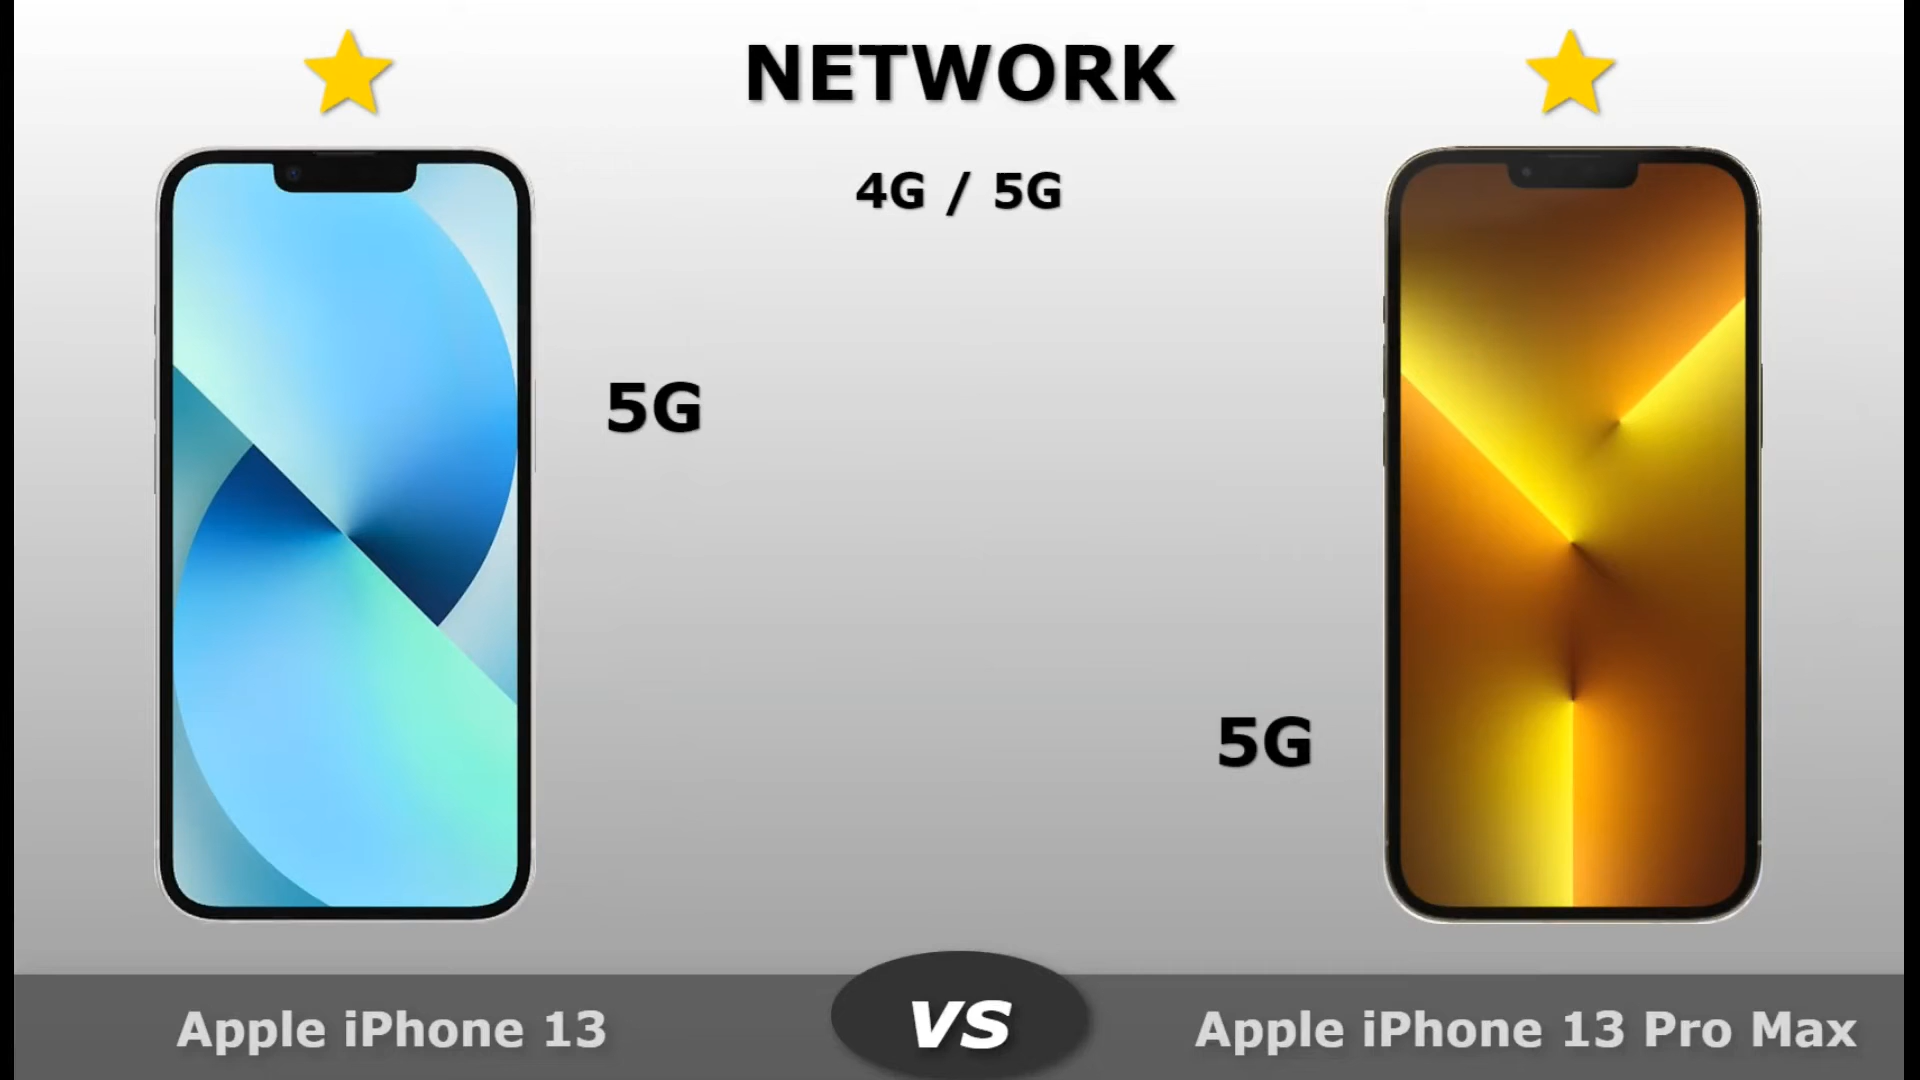 NETWORK
4G / 5G
5G
5G
Apple iPhone 13
VS
Apple iPhone 13 Pro Max